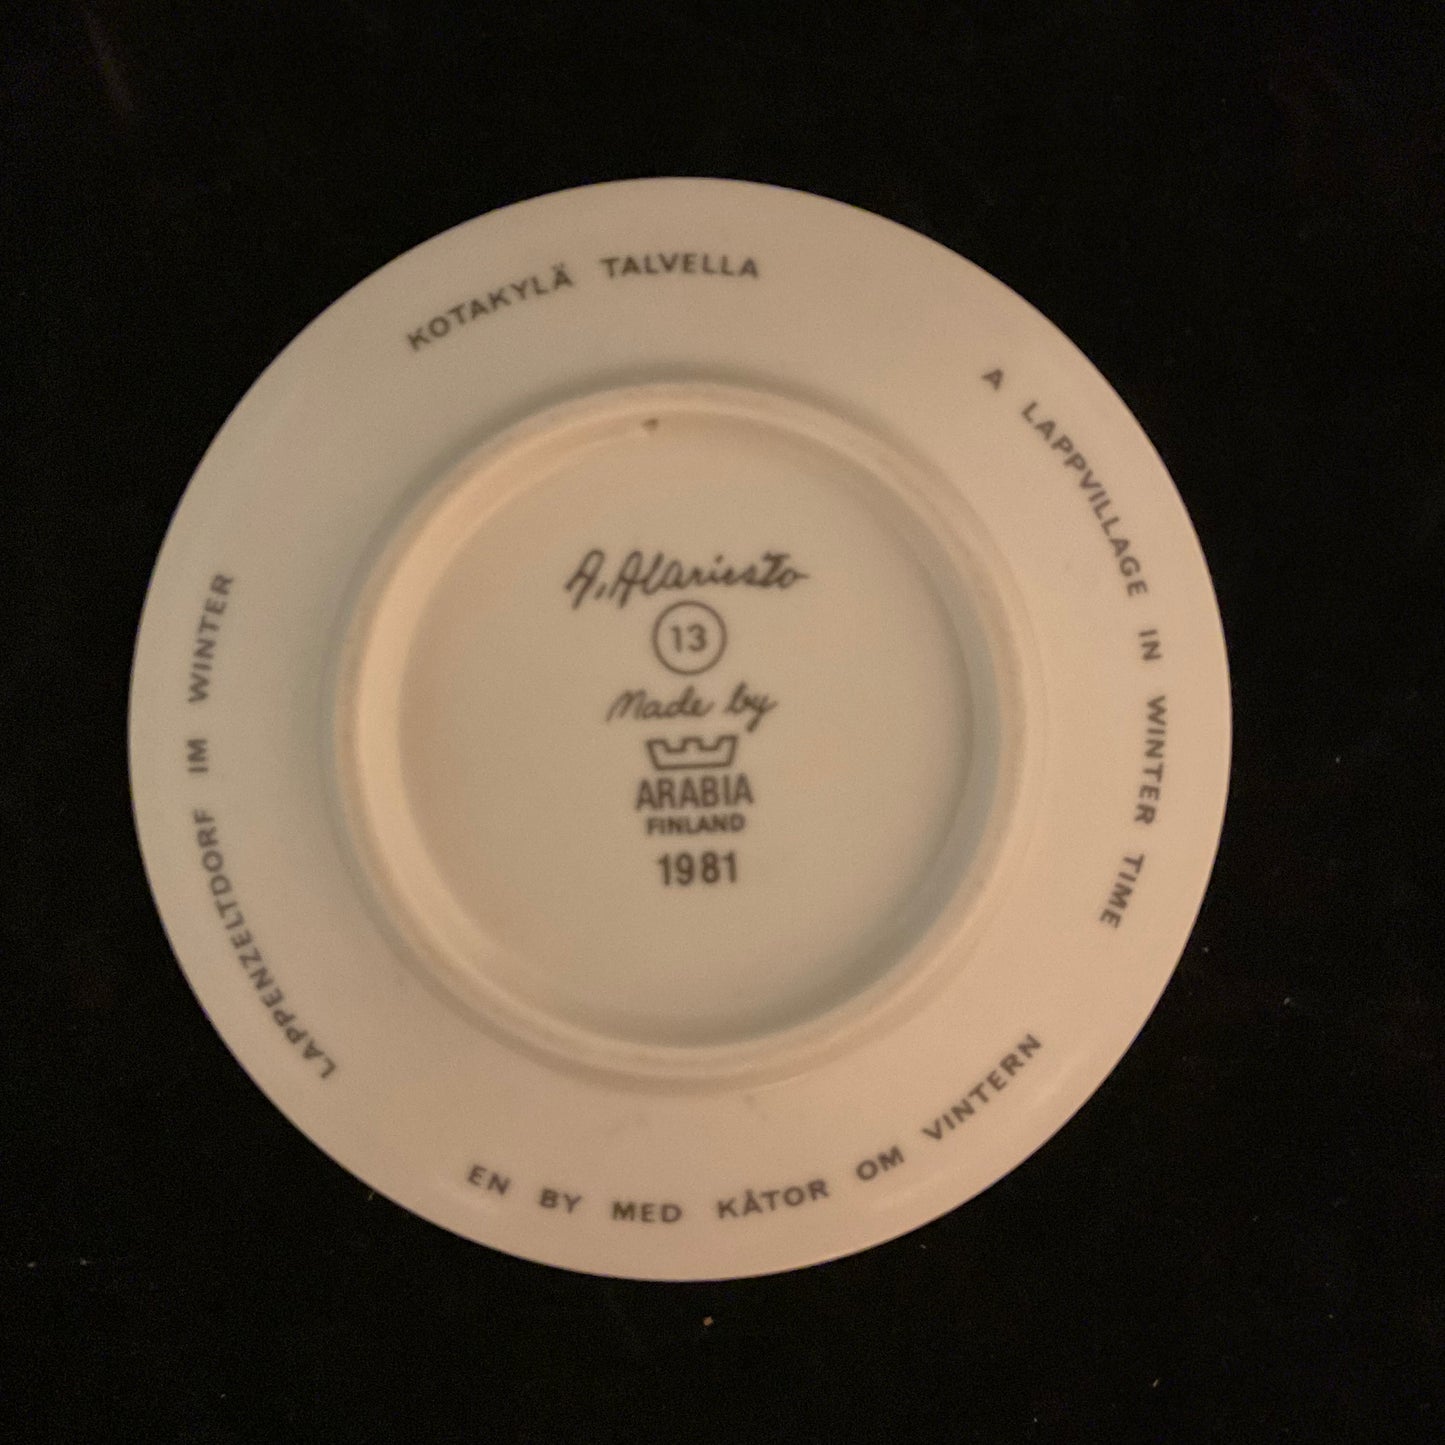 KOTAKYLÄ TALVELLA
A LAPPVILLAGE IN WINTER TIME
EN BY MED KÅTOR OM VINTERN
LAPPENZELTDORF IM WINTER
A. Alariesto
13
Made by
ARABIA
FINLAND
1981